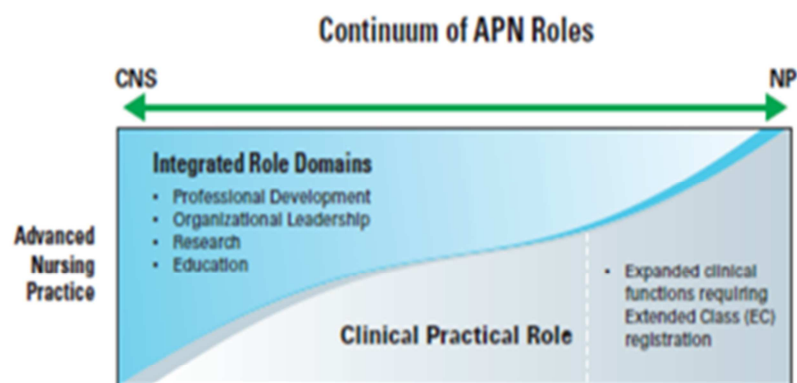 Continuum of APN Roles
CNS
NP
Integrated Role Domains
• Professional Development
• Organizational Leadership
• Research
• Education
Advanced
Nursing
Practice
• Expanded clinical
functions requiring
Extended Class (EC)
registration
Clinical Practical Role